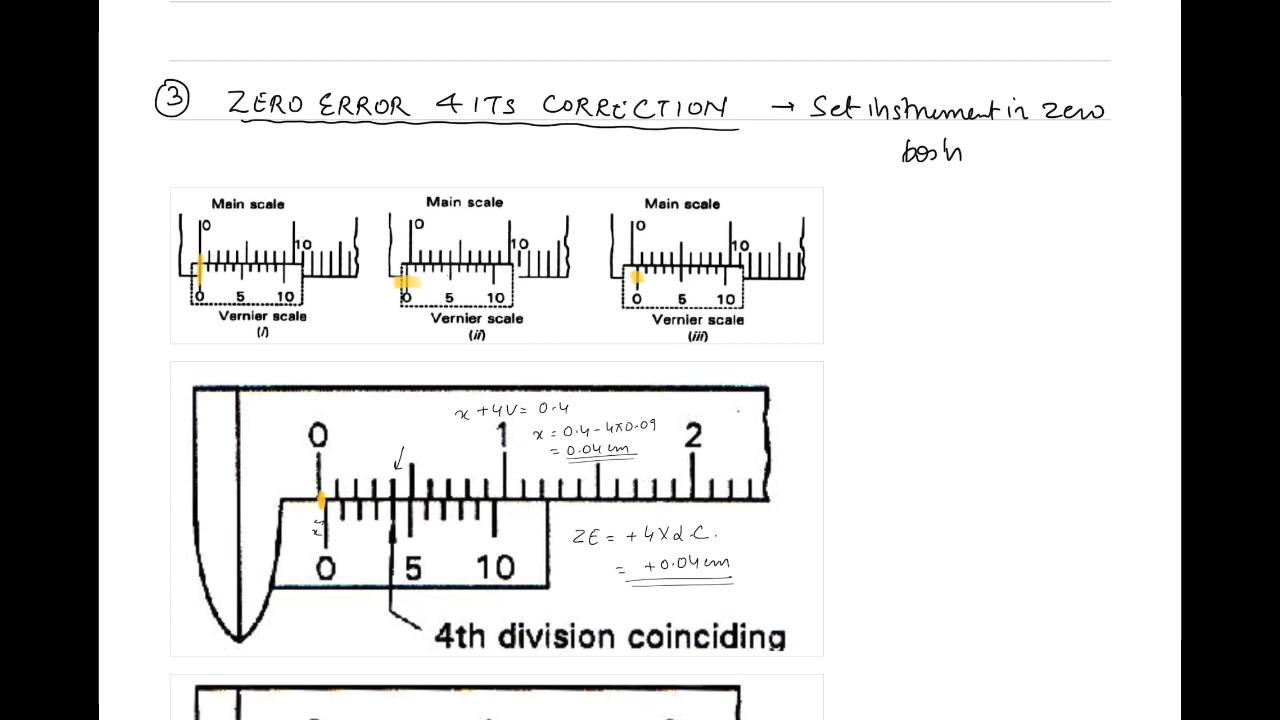 ③ ZERO ERROR & ITS CORRECTION → Set instrument in zero
posn
Main scale Main scale Main scale
0 10 0 10 0 10
0 5 10 0 5 10 0 5 10
Vernier scale Vernier scale Vernier scale
(i) (ii) (iii)
x + 4V = 0.4
0 1 2
x = 0.4 - 4x0.09
= 0.04 cm
x
ZE = + 4 x L C.
0 5 10
= + 0.04 cm
4th division coinciding